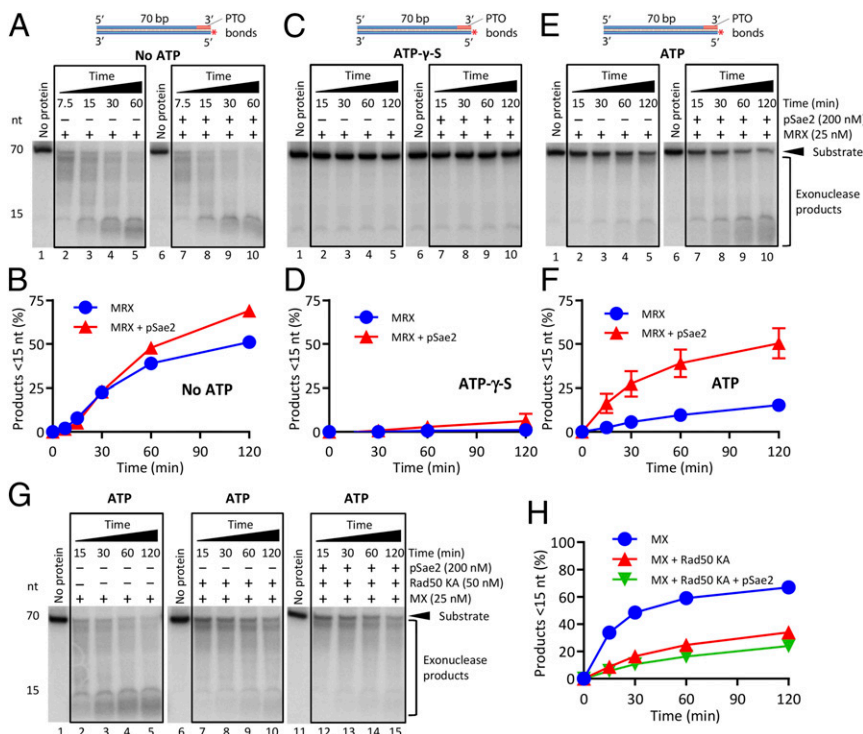 A
5′ 70 bp 3′ PTO bonds
3′ 5′ *
No ATP
Time
Time
No protein 7.5 15 30 60 No protein 7.5 15 30 60
– – – – + + + +
nt + + + + + + + +
70
15
1 2 3 4 5 6 7 8 9 10
C
5′ 70 bp 3′ PTO bonds
3′ 5′ *
ATP-γ-S
Time
Time
No protein 15 30 60 120 No protein 15 30 60 120
– – – – + + + +
+ + + + + + + +
1 2 3 4 5 6 7 8 9 10
E
5′ 70 bp 3′ PTO bonds
3′ 5′ *
ATP
Time
Time
No protein 15 30 60 120 No protein 15 30 60 120 Time (min)
– – – – + + + + pSae2 (200 nM)
+ + + + + + + + MRX (25 nM)
Substrate
Exonuclease
products
1 2 3 4 5 6 7 8 9 10
B
Products <15 nt (%)
75
50
25
0
MRX
MRX + pSae2
No ATP
0 30 60 90 120
Time (min)
D
Products <15 nt (%)
75
50
25
0
MRX
MRX + pSae2
ATP-γ-S
0 30 60 90 120
Time (min)
F
Products <15 nt (%)
75
50
25
0
MRX
MRX + pSae2
ATP
0 30 60 90 120
Time (min)
G
ATP ATP ATP
Time Time Time
No protein 15 30 60 120 No protein 15 30 60 120 No protein 15 30 60 120 Time (min)
– – – – – – – – + + + + pSae2 (200 nM)
– – – – + + + + + + + + Rad50 KA (50 nM)
nt + + + + + + + + + + + + MX (25 nM)
70 Substrate
Exonuclease
products
15
1 2 3 4 5 6 7 8 9 10 11 12 13 14 15
H
Products <15 nt (%)
100
80
60
40
20
0
MX
MX + Rad50 KA
MX + Rad50 KA + pSae2
0 30 60 90 120
Time (min)